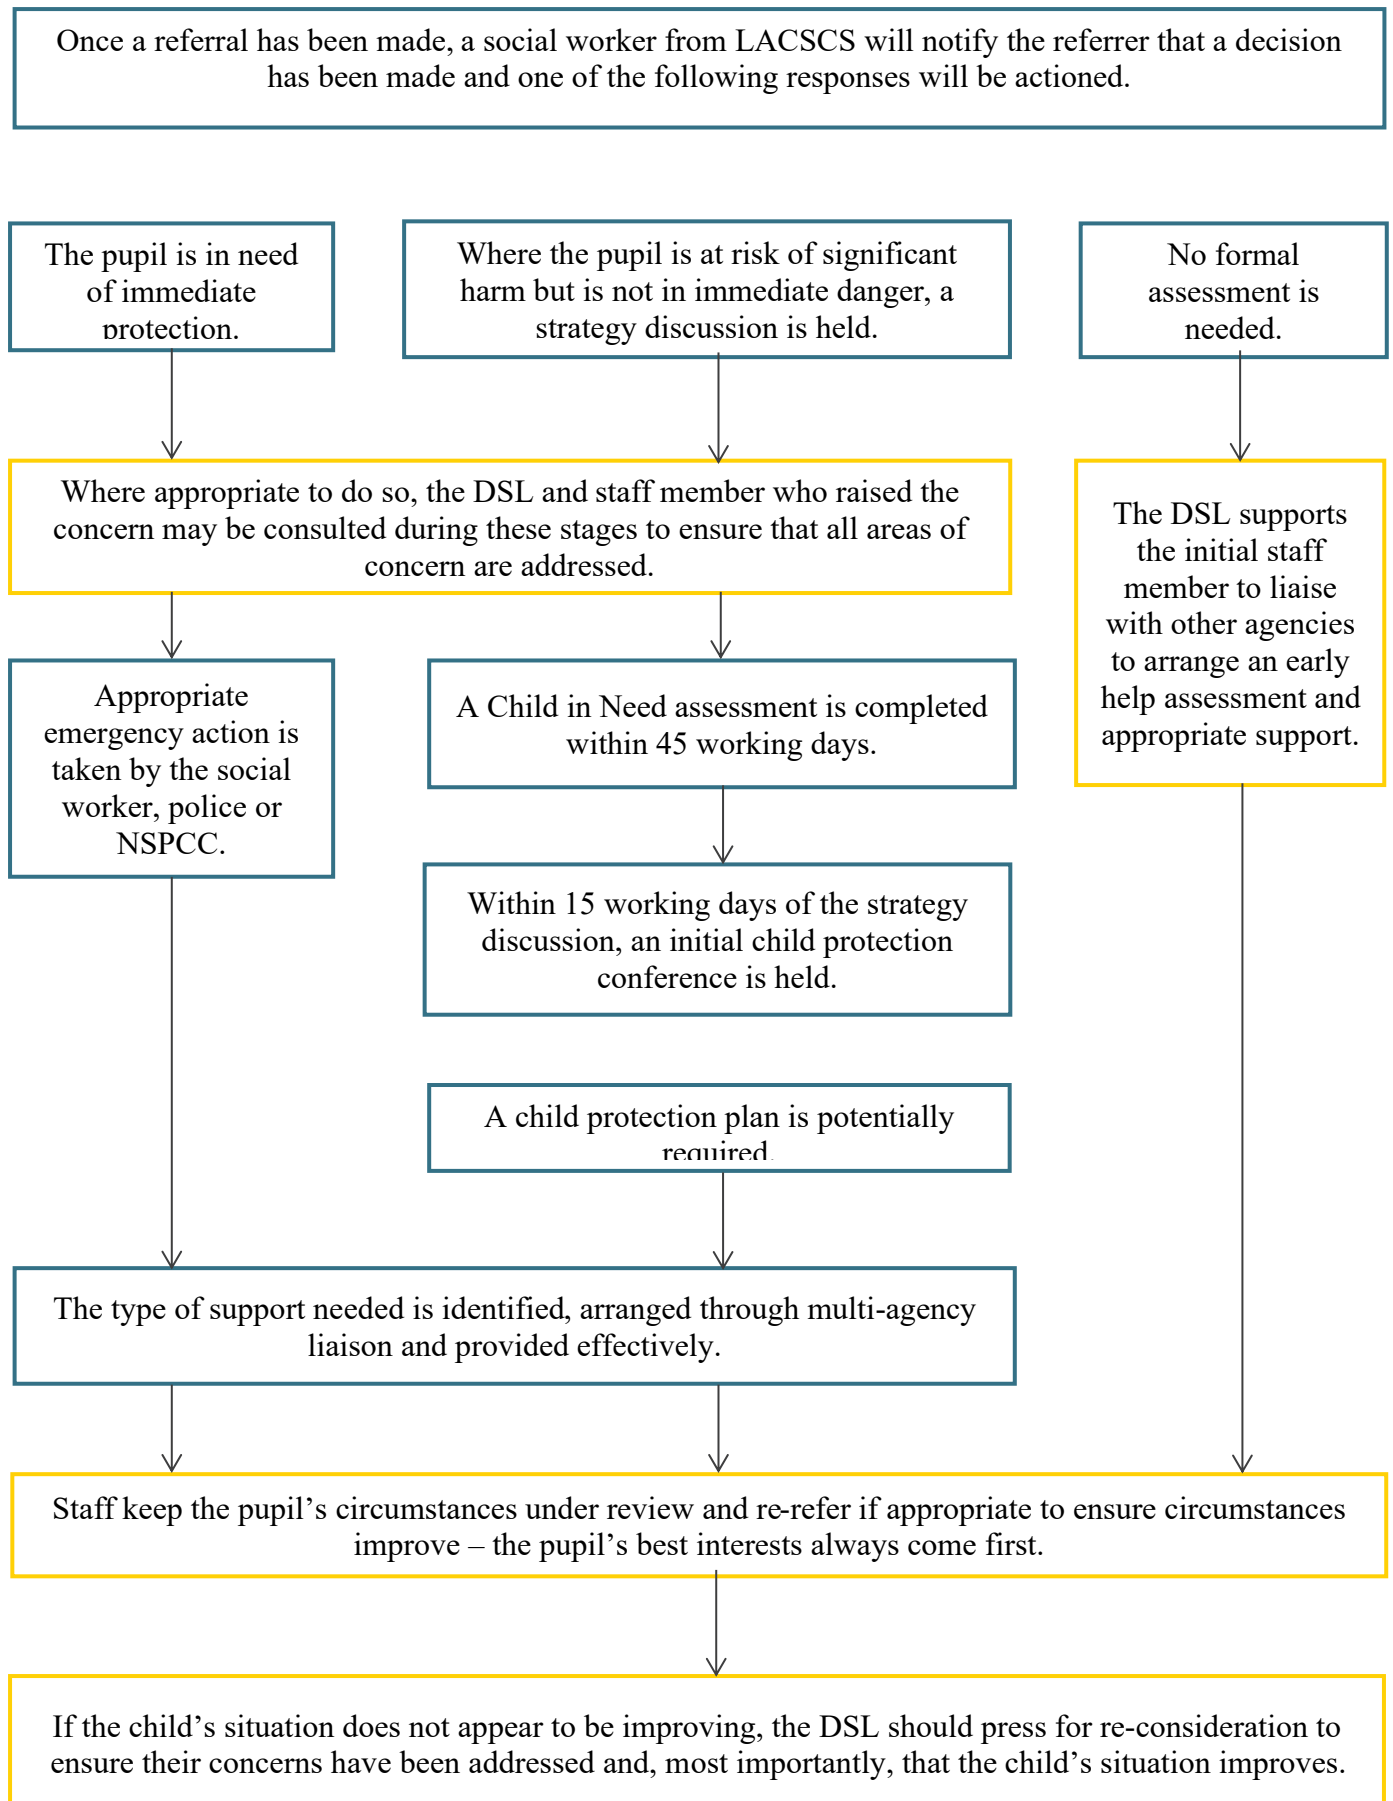 Once a referral has been made, a social worker from LACSCS will notify the referrer that a decision
has been made and one of the following responses will be actioned.
The pupil is in need
of immediate
protection.
Where the pupil is at risk of significant
harm but is not in immediate danger, a
strategy discussion is held.
No formal
assessment is
needed.
Where appropriate to do so, the DSL and staff member who raised the
concern may be consulted during these stages to ensure that all areas of
concern are addressed.
The DSL supports
the initial staff
member to liaise
with other agencies
to arrange an early
help assessment and
appropriate support.
Appropriate
emergency action is
taken by the social
worker, police or
NSPCC.
A Child in Need assessment is completed
within 45 working days.
Within 15 working days of the strategy
discussion, an initial child protection
conference is held.
A child protection plan is potentially
required.
The type of support needed is identified, arranged through multi-agency
liaison and provided effectively.
Staff keep the pupil’s circumstances under review and re-refer if appropriate to ensure circumstances
improve – the pupil’s best interests always come first.
If the child’s situation does not appear to be improving, the DSL should press for re-consideration to
ensure their concerns have been addressed and, most importantly, that the child’s situation improves.